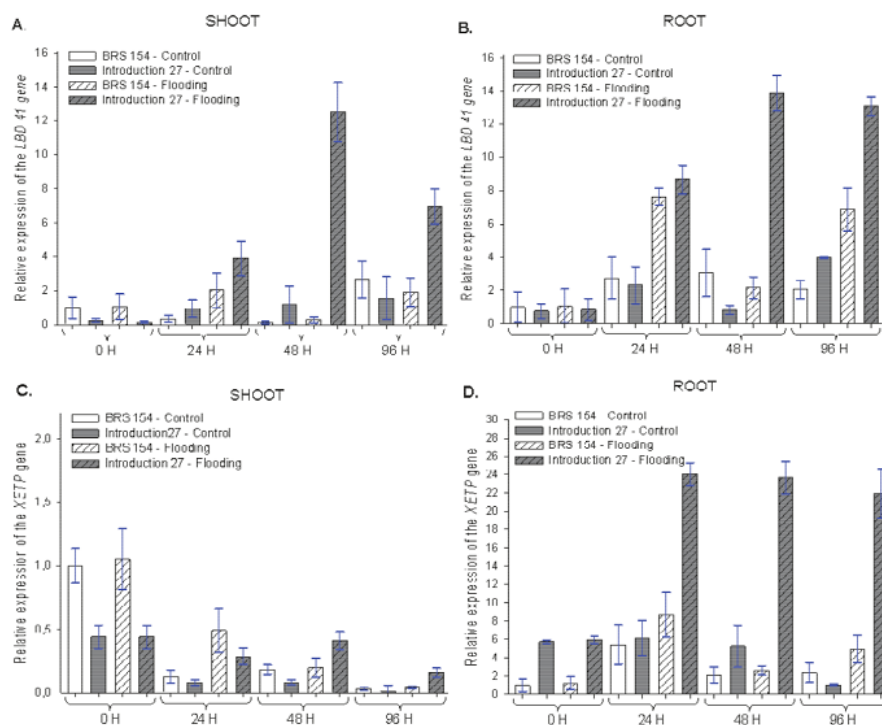 A.
SHOOT
BRS 154 - Control
Introduction 27 - Control
BRS 154 - Flooding
Introduction 27 - Flooding
Relative expression of the LBD 41 gene
16
14
12
10
8
6
4
2
0
0 H
24 H
48 H
96 H
B.
ROOT
BRS 154 - Control
Introduction 27 - Control
BRS 154 - Flooding
Introduction 27 - Flooding
Relative expression of the LBD 41 gene
16
14
12
10
8
6
4
2
0
0 H
24 H
48 H
96 H
C.
SHOOT
BRS 154 - Control
Introduction27 - Control
BRS 154 - Flooding
Introduction 27 - Flooding
Relative expression of the XETP gene
2,0
1,5
1,0
0,5
0,0
0 H
24 H
48 H
96 H
D.
ROOT
BRS 154 - Control
Introduction 27 - Control
BRS 154 - Flooding
Introduction 27 - Flooding
Relative expression of the XETP gene
30
28
26
24
22
20
18
16
14
12
10
8
6
4
2
0
0 H
24 H
48 H
96 H